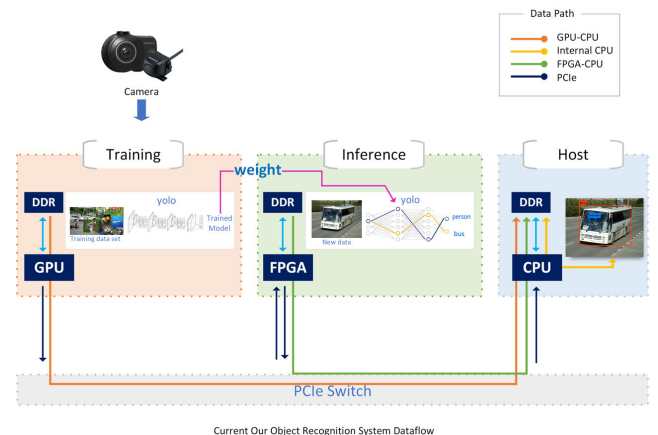 Data Path
GPU-CPU
Internal CPU
FPGA-CPU
PCIe
Camera
Training
Inference
Host
weight
DDR
yolo
Trained
Model
Training data set
GPU
DDR
yolo
person
bus
New data
FPGA
DDR
CPU
PCIe Switch
Current Our Object Recognition System Dataflow